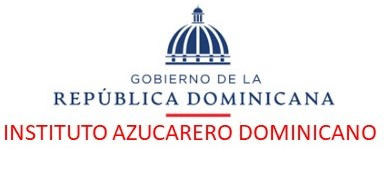 GOBIERNO DE LA
REPÚBLICA DOMINICANA
INSTITUTO AZUCARERO DOMINICANO